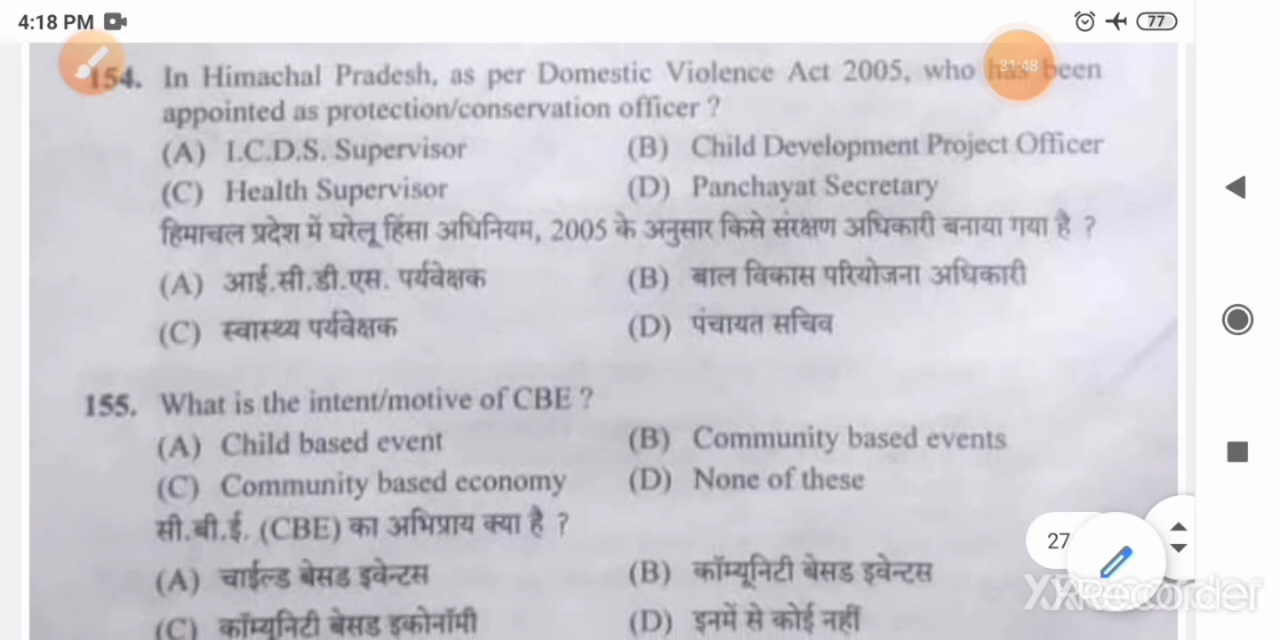 4:18 PM
77
154. In Himachal Pradesh, as per Domestic Violence Act 2005, who has been
31:48
appointed as protection/conservation officer ?
(A) I.C.D.S. Supervisor (B) Child Development Project Officer
(C) Health Supervisor (D) Panchayat Secretary
हिमाचल प्रदेश में घरेलू हिंसा अधिनियम, 2005 के अनुसार किसे संरक्षण अधिकारी बनाया गया है ?
(A) आई.सी.डी.एस. पर्यवेक्षक (B) बाल विकास परियोजना अधिकारी
(C) स्वास्थ्य पर्यवेक्षक (D) पंचायत सचिव
155. What is the intent/motive of CBE ?
(A) Child based event (B) Community based events
(C) Community based economy (D) None of these
सी.बी.ई. (CBE) का अभिप्राय क्या है ?
27
(A) चाईल्ड बेसड इवेन्टस (B) कॉम्यूनिटी बेसड इवेन्टस
XXRecorder
(C) कॉम्यूनिटी बेसड इकोनॉमी (D) इनमें से कोई नहीं